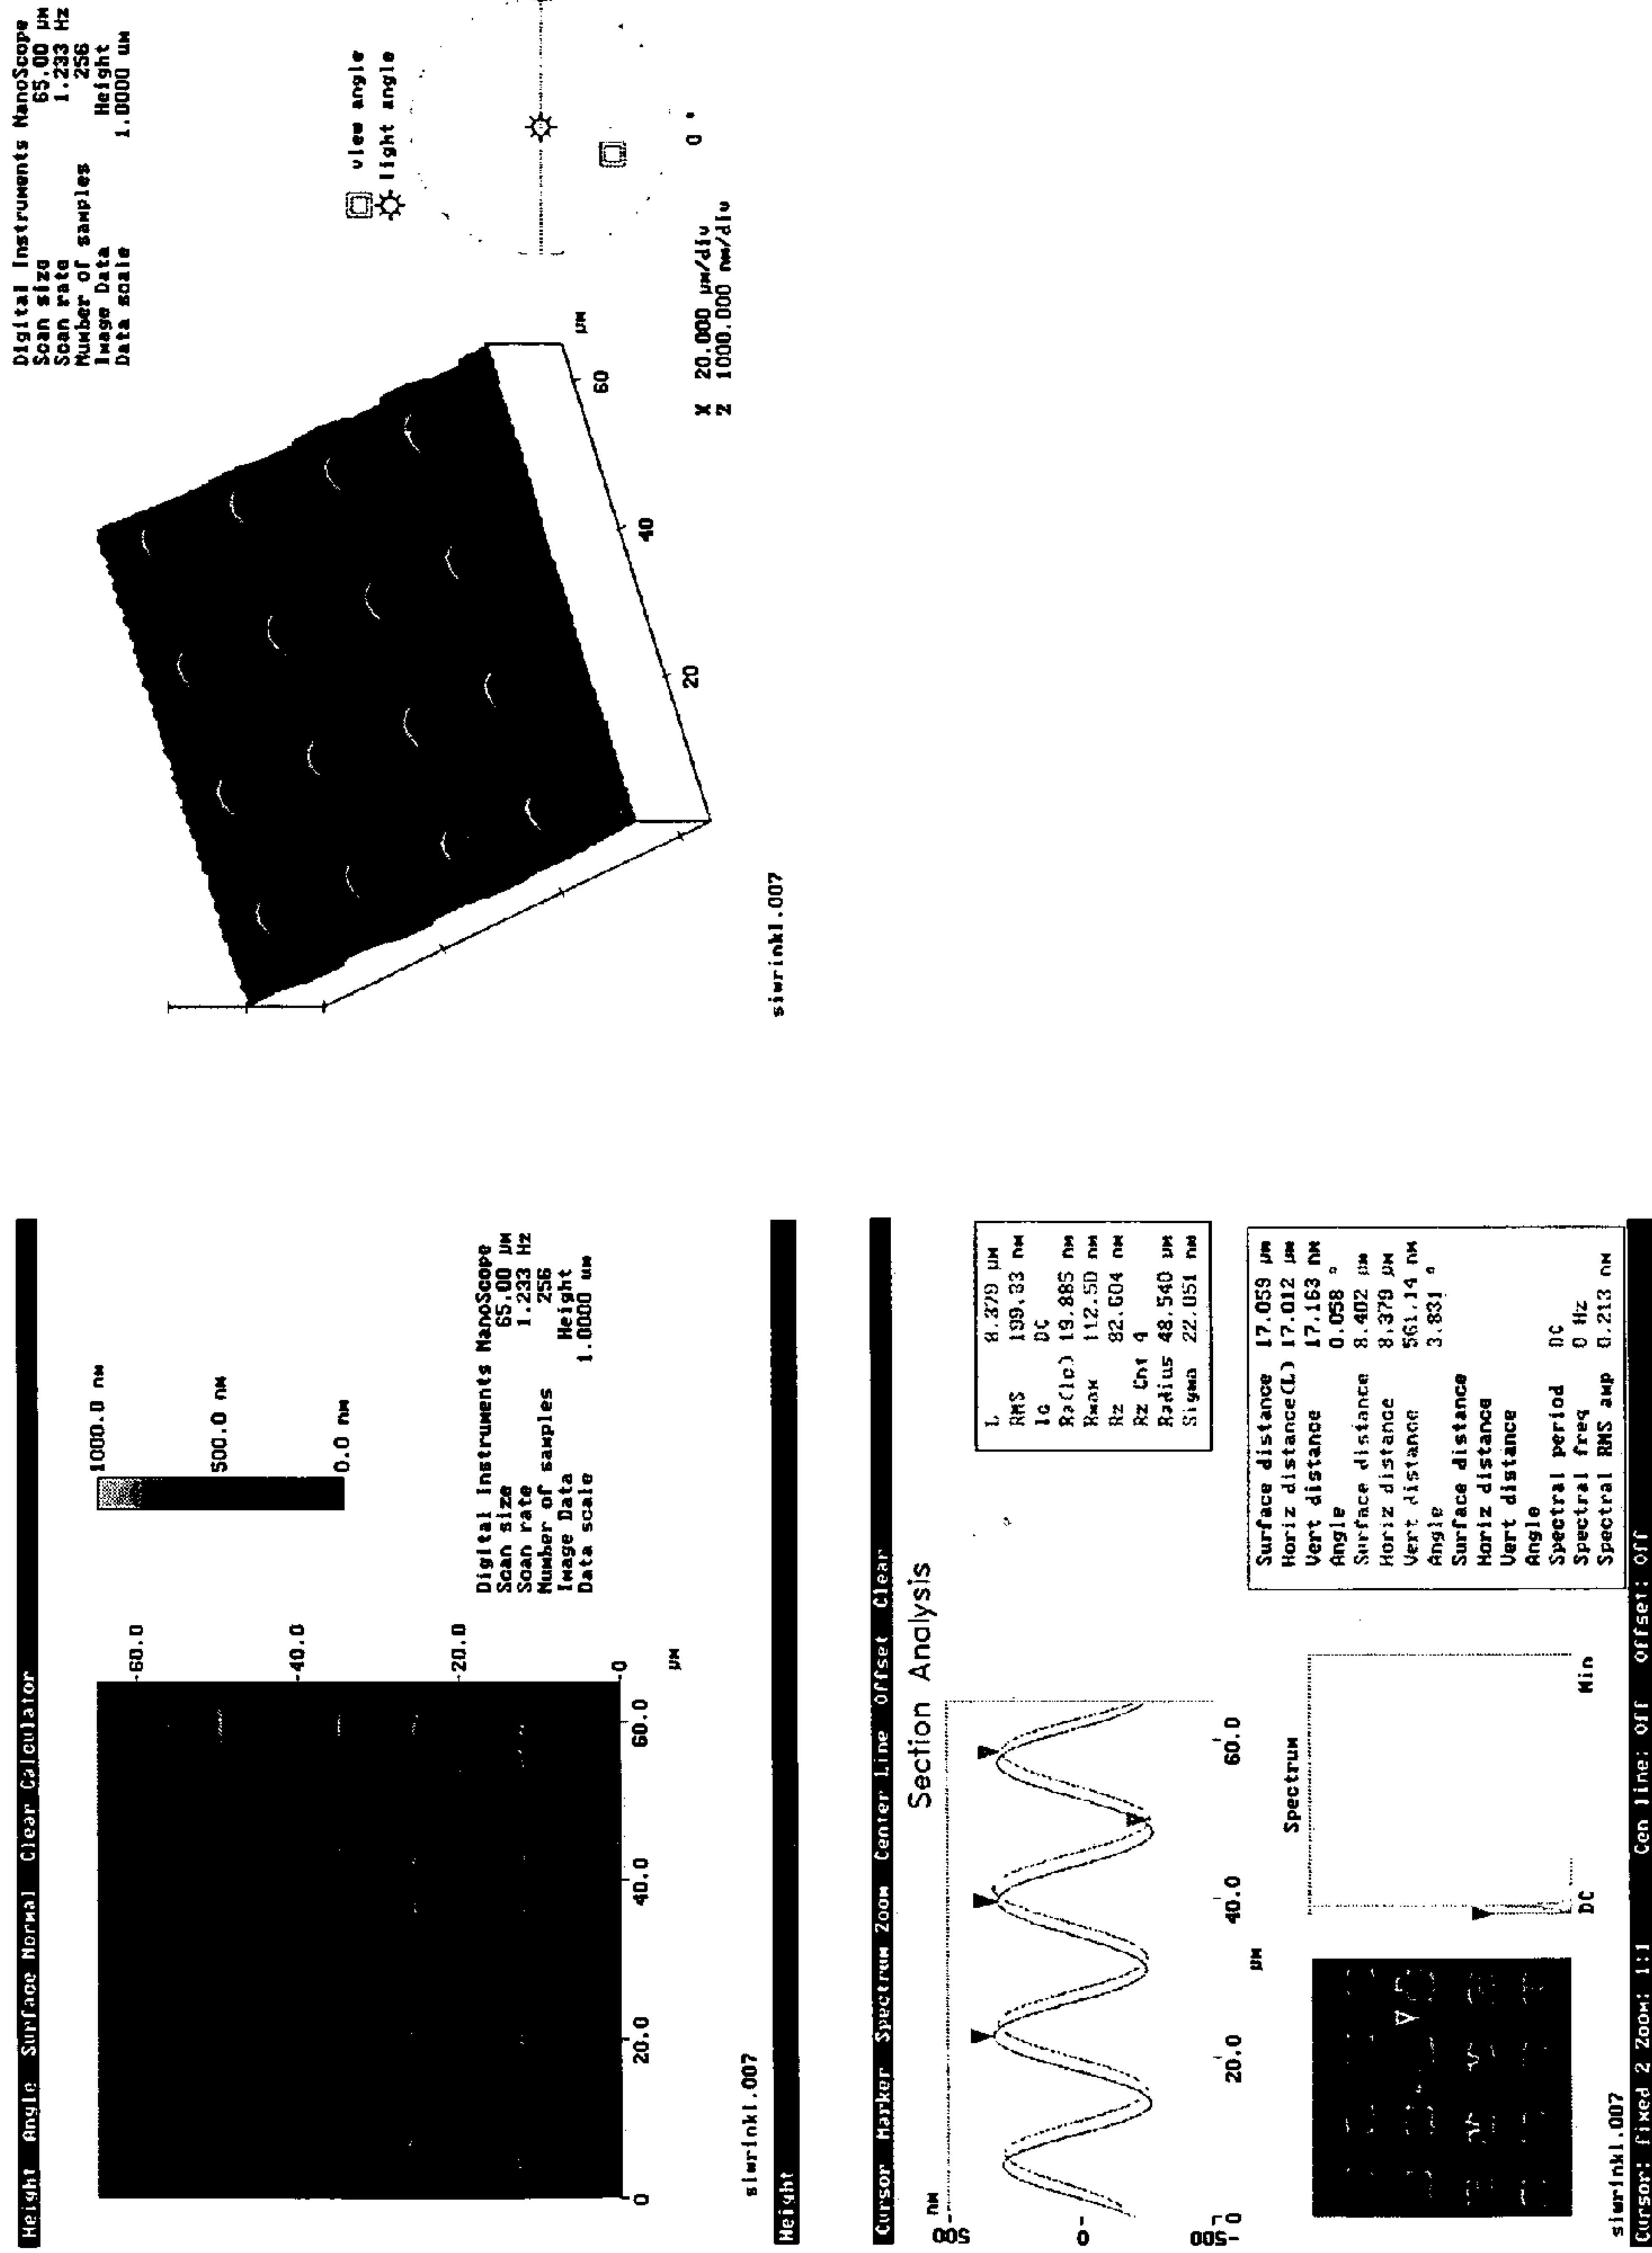 Height Angle Surface Normal Clear Calculator
1000.0 nm
500.0 nm
0.0 nm
-60.0
-40.0
-20.0
0
0 20.0 40.0 60.0
µm
Digital Instruments NanoScope
Scan size 65.00 µm
Scan rate 1.233 Hz
Number of samples 256
Image Data Height
Data scale 1.0000 um
siwrinkl.007
Height
Digital Instruments NanoScope
Scan size 65.00 µm
Scan rate 1.233 Hz
Number of samples 256
Image Data Height
Data scale 1.0000 um
view angle
light angle
0 °
20
40
60
µm
X 20.000 µm/div
Z 1000.000 nm/div
siwrinkl.007
Cursor Marker Spectrum Zoom Center Line Offset Clear
Section Analysis
nm
500
0
-500
0 20.0 40.0 60.0
µm
L 8.379 µm
RMS 199.33 nm
lc DC
Ra(lc) 19.885 nm
Rmax 112.50 nm
Rz 82.604 nm
Rz Cnt 4
Radius 48.540 µm
Sigma 22.051 nm
Spectrum
DC Min
Surface distance 17.059 µm
Horiz distance(L) 17.012 µm
Vert distance 17.163 nm
Angle 0.058 °
Surface distance 8.402 µm
Horiz distance 8.379 µm
Vert distance 561.14 nm
Angle 3.831 °
Surface distance
Horiz distance
Vert distance
Angle
Spectral period DC
Spectral freq 0 Hz
Spectral RMS amp 0.213 nm
siwrinkl.007
Cursor: fixed 2 Zoom: 1:1 Cen line: Off Offset: Off